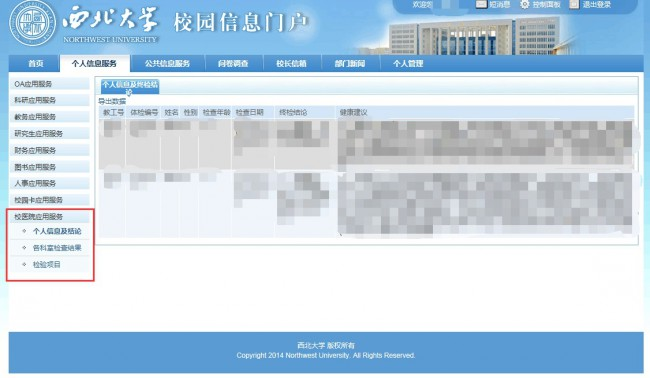 西北大学 校园信息门户
NORTHWEST UNIVERSITY
欢迎您 短消息 控制面板 退出登录
首页 个人信息服务 公共信息服务 问卷调查 校长信箱 部门新闻 个人管理
OA应用服务
科研应用服务
教务应用服务
研究生应用服务
财务应用服务
图书应用服务
人事应用服务
校园卡应用服务
校医院应用服务
个人信息及结论
各科室检查结果
检验项目
个人信息及终检结
论
导出数据
教工号 体检编号 姓名 性别 检查年龄 检查日期 终检结论 健康建议
西北大学 版权所有
Copyright 2014 Northwest University. All Rights Reserved.